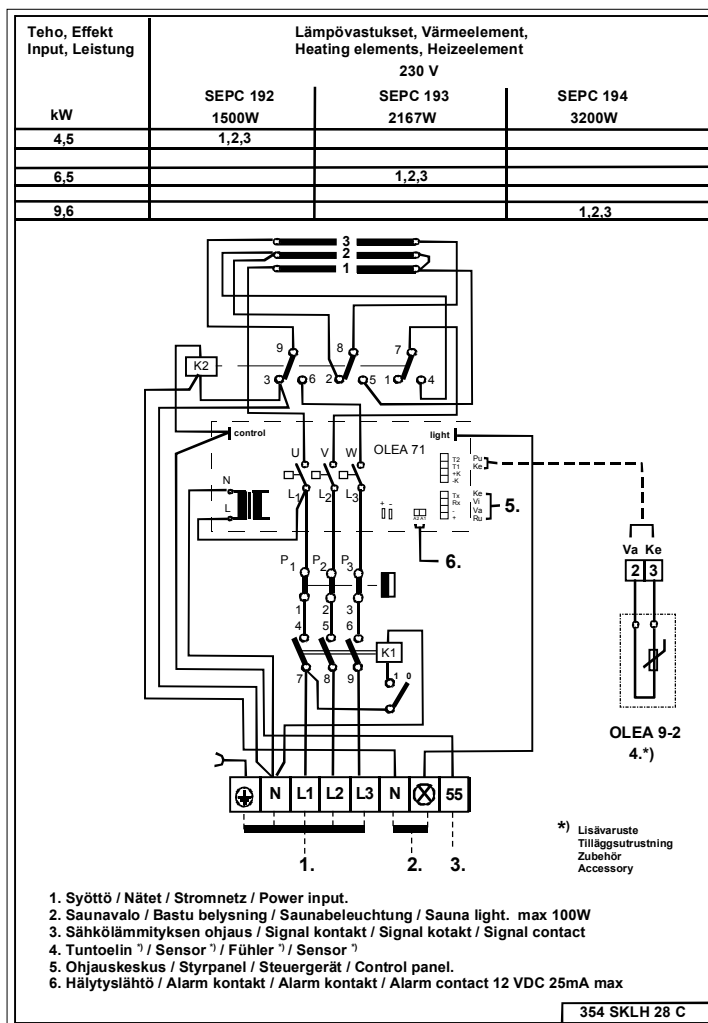 Teho, Effekt
Input, Leistung
Lämpövastukset, Värmeelement,
Heating elements, Heizeelement
230 V
kW
SEPC 192
1500W
SEPC 193
2167W
SEPC 194
3200W
4,5 1,2,3
6,5 1,2,3
9,6 1,2,3
3
2
1
9 8 7
K2
3 6 2 5 1 4
control
light
OLEA 71
U V W
N
L
L1 L2 L3
T2 Pu
T1 Ke
+K
-K
Tx Ke
Rx Vi
- Va
+ Ru
5.
+ -
A2 A1
6.
P1 P2 P3
1 2 3
4 5 6
K1
7 8 9
1 0
Va Ke
2 3
OLEA 9-2
4.*)
N L1 L2 L3 N 55
1. 2. 3.
*) Lisävaruste
Tilläggsutrustning
Zubehör
Accessory
1. Syöttö / Nätet / Stromnetz / Power input.
2. Saunavalo / Bastu belysning / Saunabeleuchtung / Sauna light. max 100W
3. Sähkölämmityksen ohjaus / Signal kontakt / Signal kotakt / Signal contact
4. Tuntoelin *) / Sensor *) / Fühler *) / Sensor *)
5. Ohjauskeskus / Styrpanel / Steuergerät / Control panel.
6. Hälytyslähtö / Alarm kontakt / Alarm kontakt / Alarm contact 12 VDC 25mA max
354 SKLH 28 C